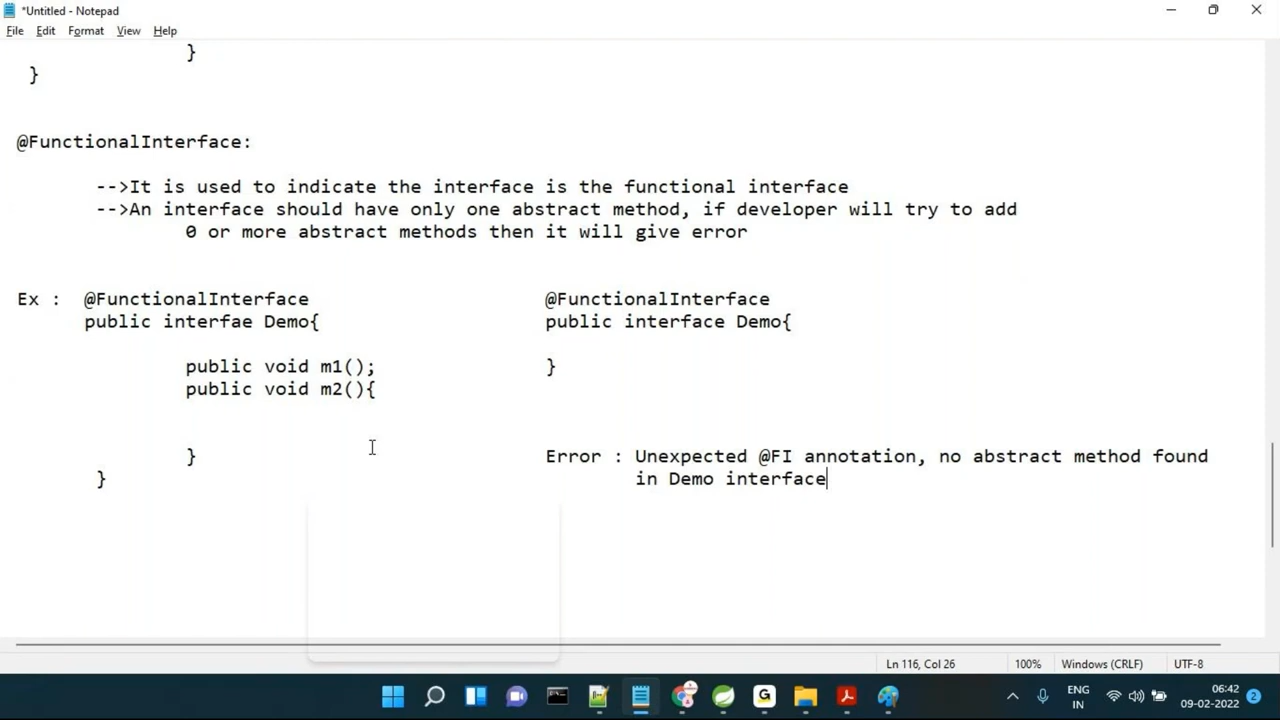 *Untitled - Notepad
File Edit Format View Help
}
}
@FunctionalInterface:
-->It is used to indicate the interface is the functional interface
-->An interface should have only one abstract method, if developer will try to add
0 or more abstract methods then it will give error
Ex : @FunctionalInterface @FunctionalInterface
public interfae Demo{ public interface Demo{
public void m1(); }
public void m2(){
} Error : Unexpected @FI annotation, no abstract method found
} in Demo interface
Ln 116, Col 26 100% Windows (CRLF) UTF-8
ENG 06:42
IN 09-02-2022 2